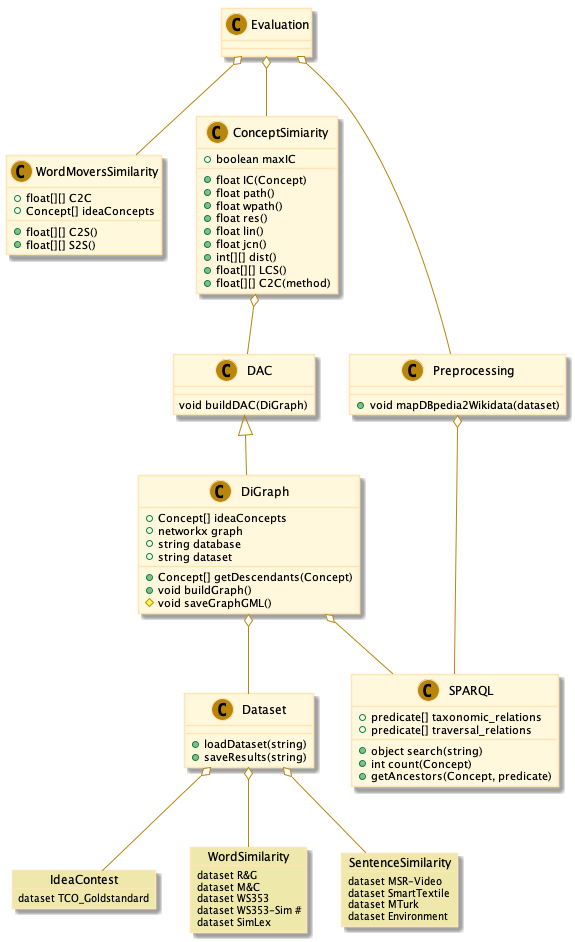 C Evaluation
C ConceptSimiarity
boolean maxIC
float IC(Concept)
float path()
float wpath()
float res()
float lin()
float jcn()
int[][] dist()
float[][] LCS()
float[][] C2C(method)
C WordMoversSimilarity
float[][] C2C
Concept[] ideaConcepts
float[][] C2S()
float[][] S2S()
C DAC
void buildDAC(DiGraph)
C Preprocessing
void mapDBpedia2Wikidata(dataset)
C DiGraph
Concept[] ideaConcepts
networkx graph
string database
string dataset
Concept[] getDescendants(Concept)
void buildGraph()
void saveGraphGML()
C SPARQL
predicate[] taxonomic_relations
predicate[] traversal_relations
object search(string)
int count(Concept)
getAncestors(Concept, predicate)
C Dataset
loadDataset(string)
saveResults(string)
IdeaContest
dataset TCO_Goldstandard
WordSimilarity
dataset R&G
dataset M&C
dataset WS353
dataset WS353-Sim #
dataset SimLex
SentenceSimilarity
dataset MSR-Video
dataset SmartTextile
dataset MTurk
dataset Environment